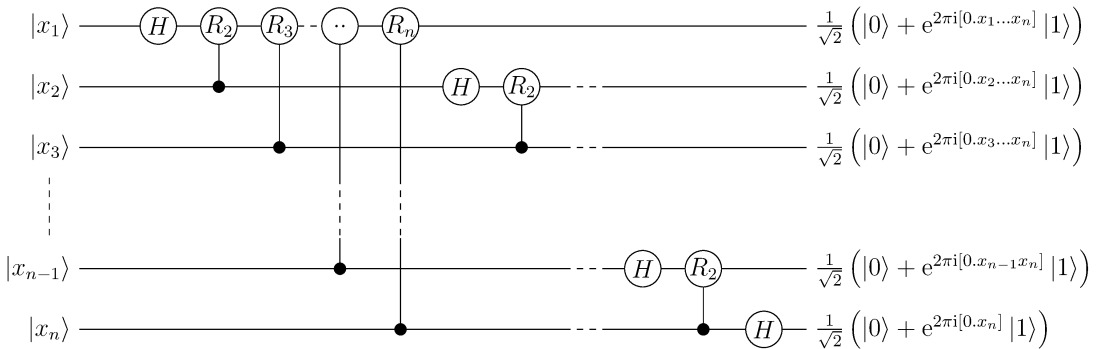 |x₁⟩ H R₂ R₃ ·· Rₙ 1/√2 (|0⟩ + e^{2πi[0.x₁...xₙ]} |1⟩)
|x₂⟩ H R₂ 1/√2 (|0⟩ + e^{2πi[0.x₂...xₙ]} |1⟩)
|x₃⟩ 1/√2 (|0⟩ + e^{2πi[0.x₃...xₙ]} |1⟩)
|xₙ₋₁⟩ H R₂ 1/√2 (|0⟩ + e^{2πi[0.xₙ₋₁xₙ]} |1⟩)
|xₙ⟩ H 1/√2 (|0⟩ + e^{2πi[0.xₙ]} |1⟩)